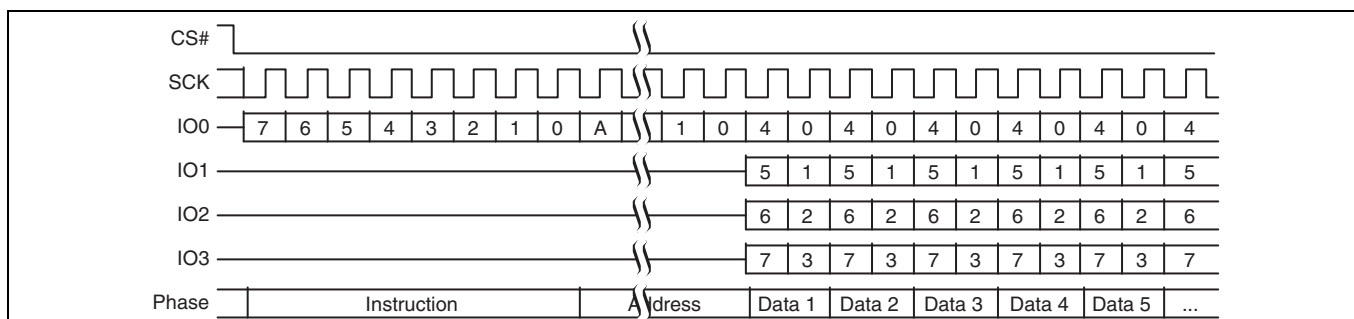 CS#
SCK
IO0 7 6 5 4 3 2 1 0 A 1 0 4 0 4 0 4 0 4 0 4 0 4
IO1 5 1 5 1 5 1 5 1 5 1 5
IO2 6 2 6 2 6 2 6 2 6 2 6
IO3 7 3 7 3 7 3 7 3 7 3 7
Phase Instruction Address Data 1 Data 2 Data 3 Data 4 Data 5 ...